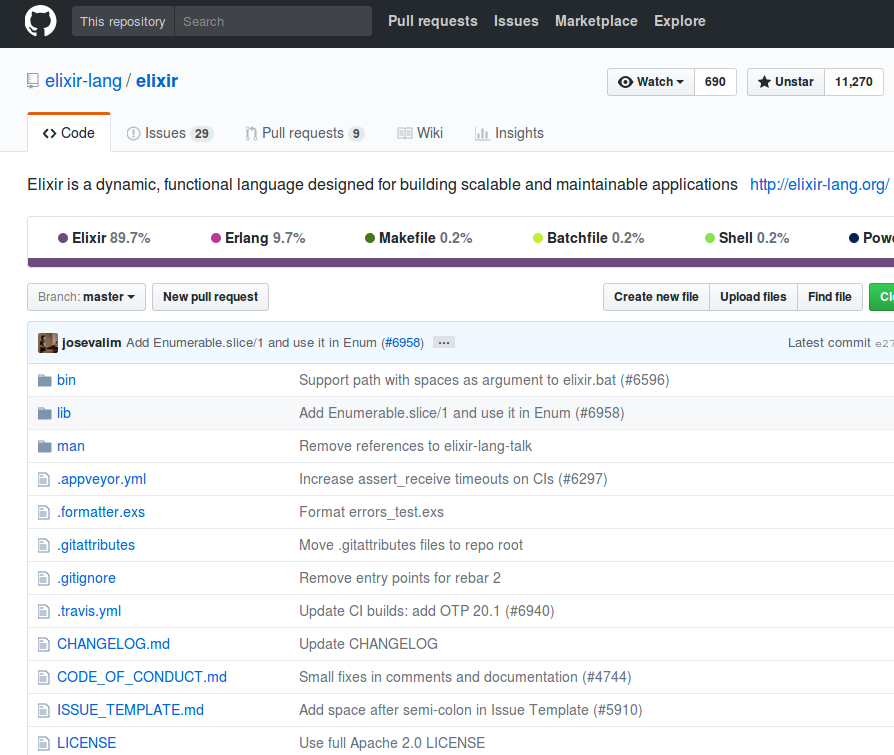 This repository Search Pull requests Issues Marketplace Explore
elixir-lang / elixir Watch 690 Unstar 11,270
Code Issues 29 Pull requests 9 Wiki Insights
Elixir is a dynamic, functional language designed for building scalable and maintainable applications http://elixir-lang.org/
Elixir 89.7% Erlang 9.7% Makefile 0.2% Batchfile 0.2% Shell 0.2% Pow
Branch: master New pull request Create new file Upload files Find file Cl
josevalim Add Enumerable.slice/1 and use it in Enum (#6958) ... Latest commit e27
bin Support path with spaces as argument to elixir.bat (#6596)
lib Add Enumerable.slice/1 and use it in Enum (#6958)
man Remove references to elixir-lang-talk
.appveyor.yml Increase assert_receive timeouts on CIs (#6297)
.formatter.exs Format errors_test.exs
.gitattributes Move .gitattributes files to repo root
.gitignore Remove entry points for rebar 2
.travis.yml Update CI builds: add OTP 20.1 (#6940)
CHANGELOG.md Update CHANGELOG
CODE_OF_CONDUCT.md Small fixes in comments and documentation (#4744)
ISSUE_TEMPLATE.md Add space after semi-colon in Issue Template (#5910)
LICENSE Use full Apache 2.0 LICENSE